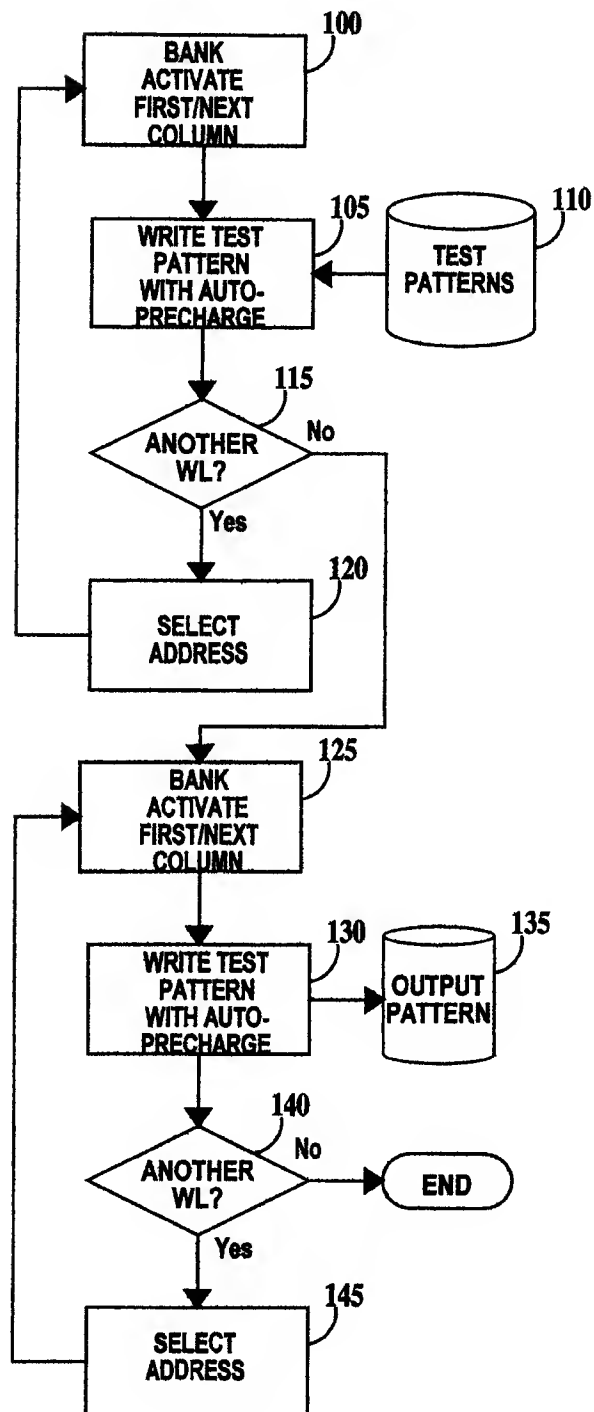 100
BANK
ACTIVATE
FIRST/NEXT
COLUMN
105
WRITE TEST
PATTERN
WITH AUTO-
PRECHARGE
110
TEST
PATTERNS
115
ANOTHER
WL?
No
Yes
120
SELECT
ADDRESS
125
BANK
ACTIVATE
FIRST/NEXT
COLUMN
130
WRITE TEST
PATTERN
WITH AUTO-
PRECHARGE
135
OUTPUT
PATTERN
140
ANOTHER
WL?
No
END
Yes
145
SELECT
ADDRESS